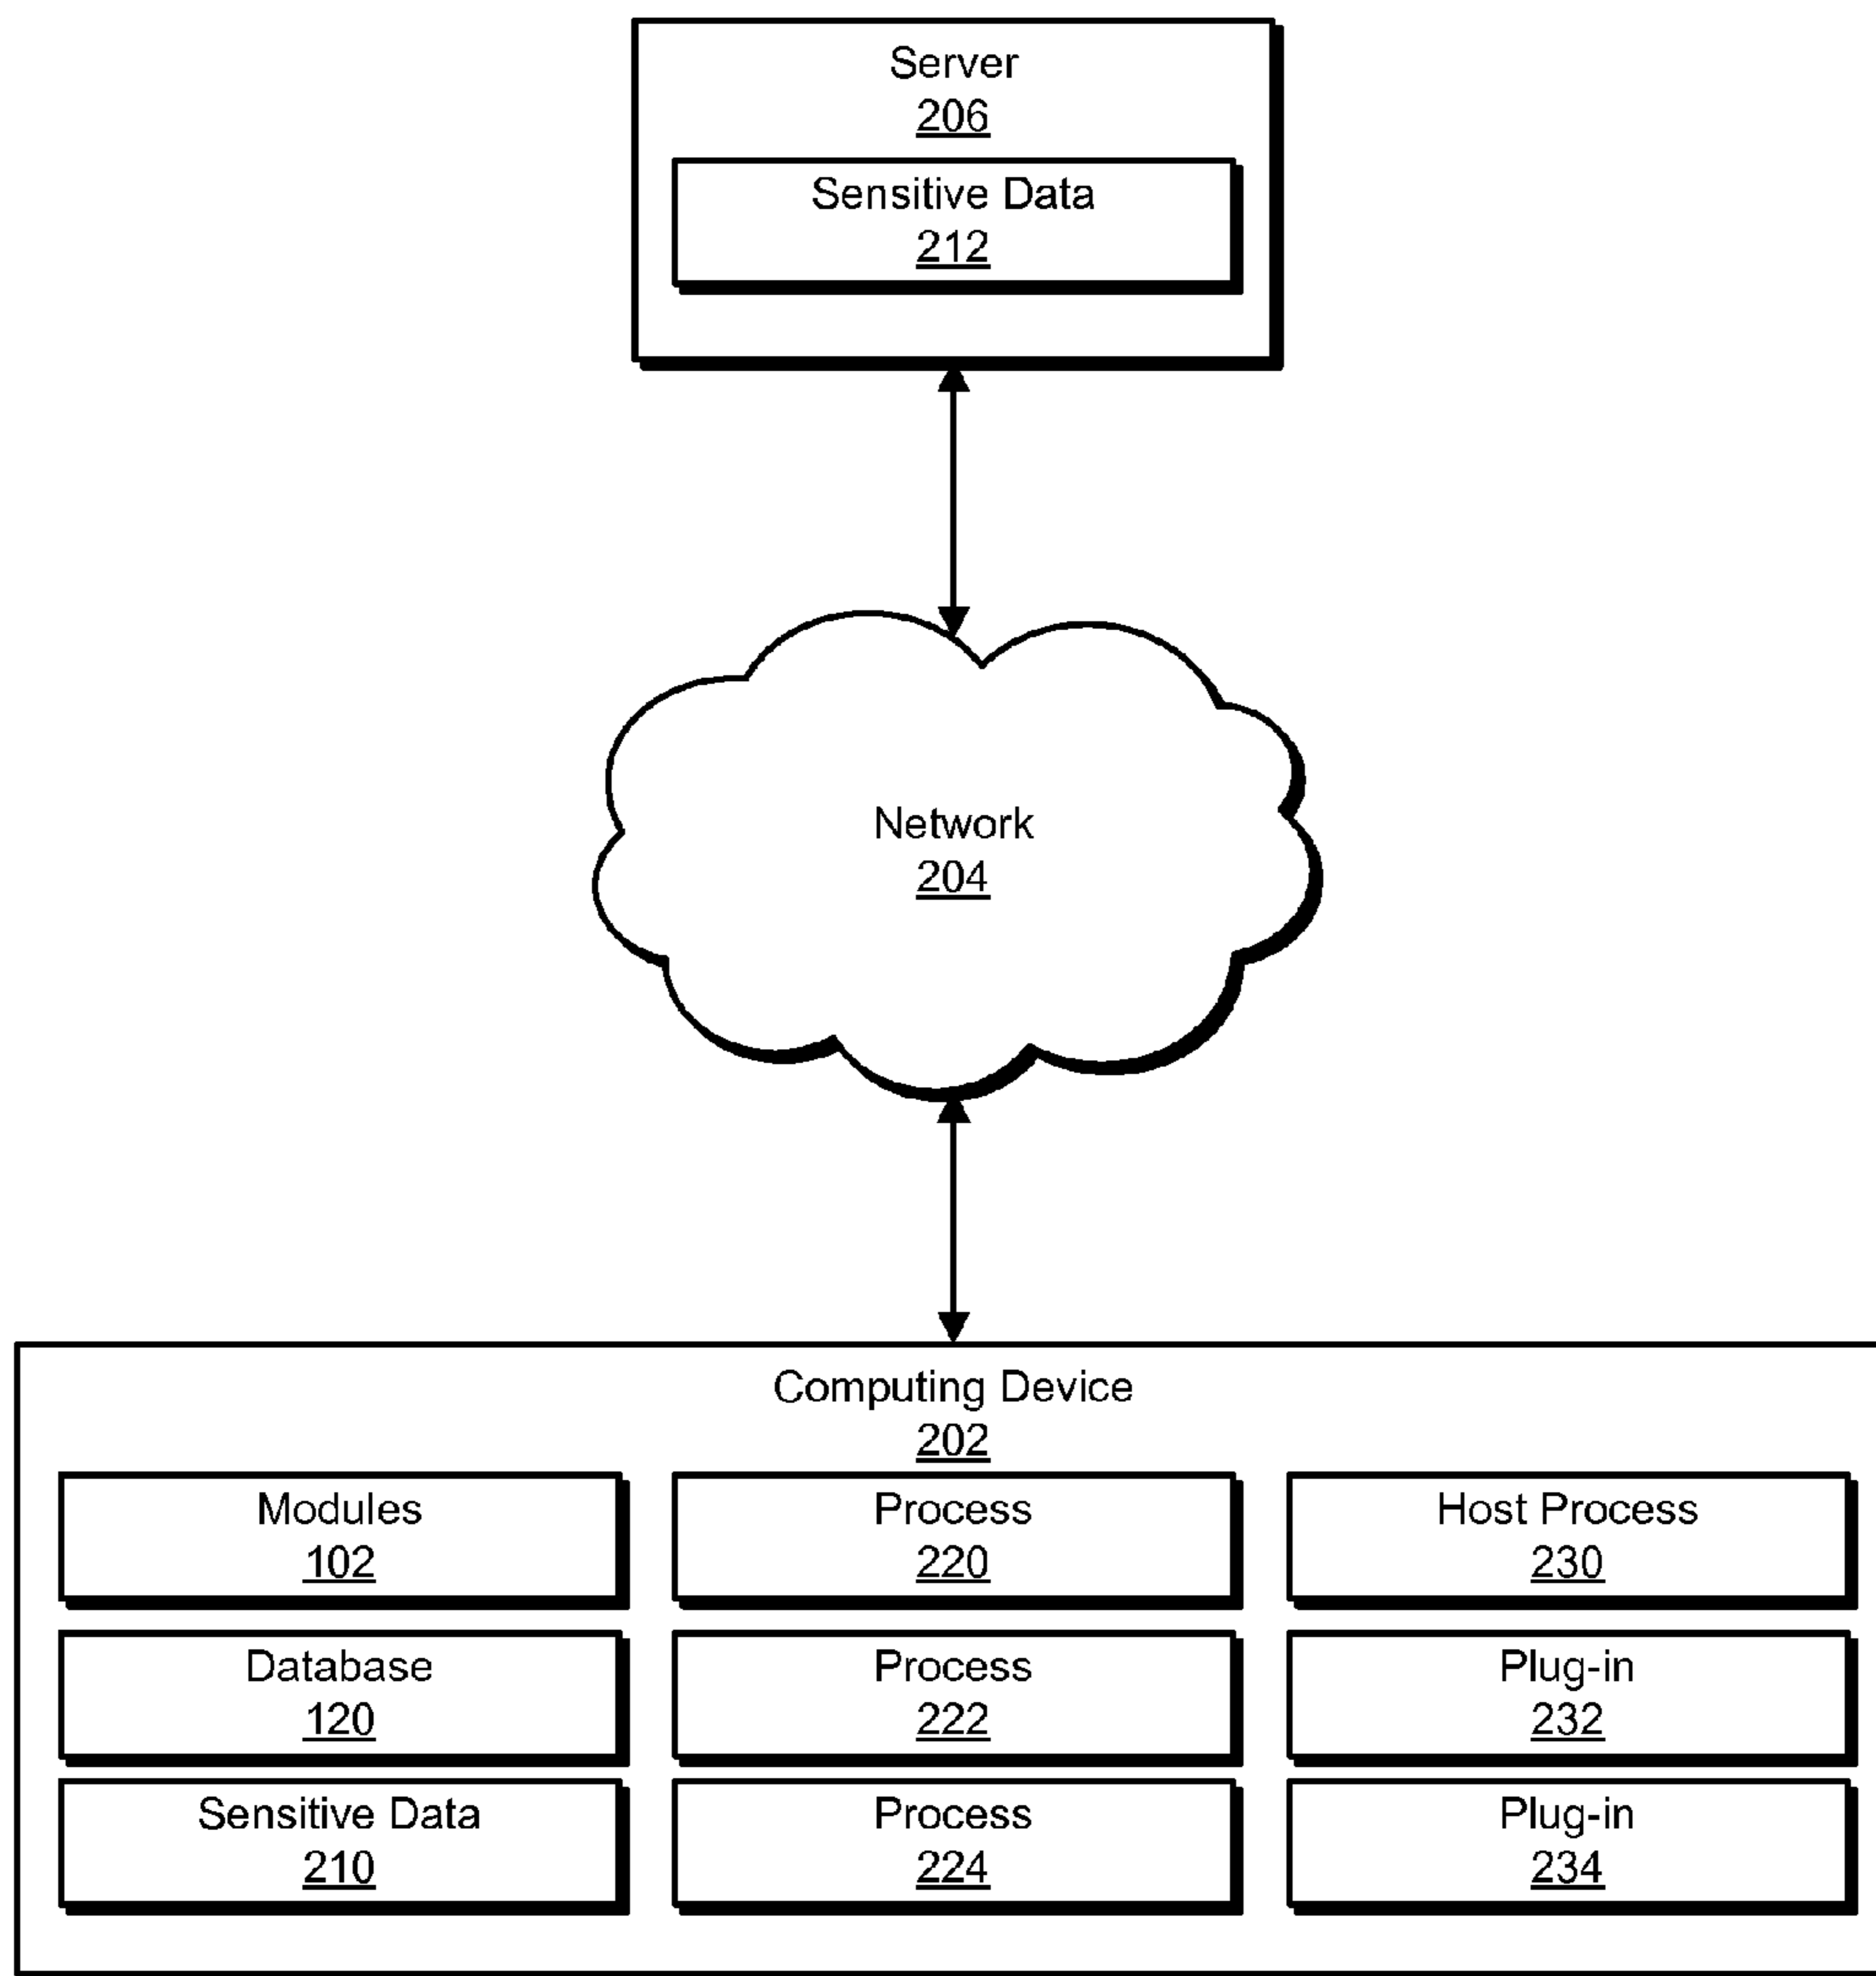 Server
206
Sensitive Data
212
Network
204
Computing Device
202
Modules
102
Process
220
Host Process
230
Database
120
Process
222
Plug-in
232
Sensitive Data
210
Process
224
Plug-in
234